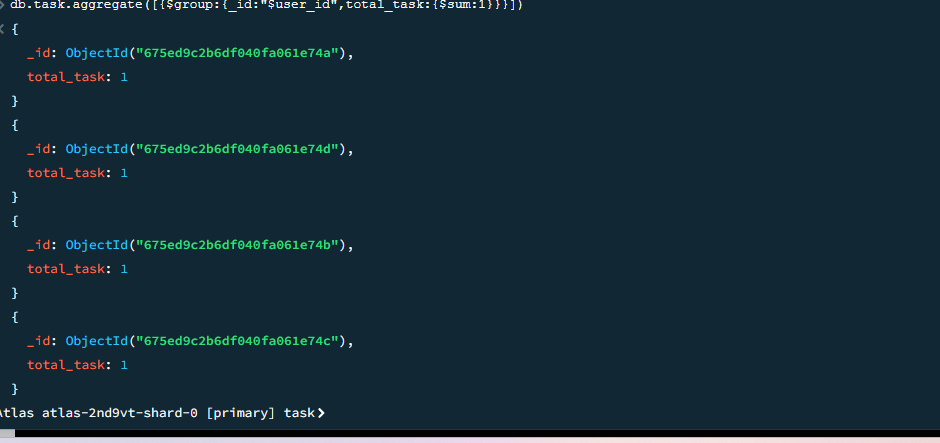 db.task.aggregate([{$group:{_id:"$user_id",total_task:{$sum:1}}}])
{
_id: ObjectId("675ed9c2b6df040fa061e74a"),
total_task: 1
}
{
_id: ObjectId("675ed9c2b6df040fa061e74d"),
total_task: 1
}
{
_id: ObjectId("675ed9c2b6df040fa061e74b"),
total_task: 1
}
{
_id: ObjectId("675ed9c2b6df040fa061e74c"),
total_task: 1
}
Atlas atlas-2nd9vt-shard-0 [primary] task>